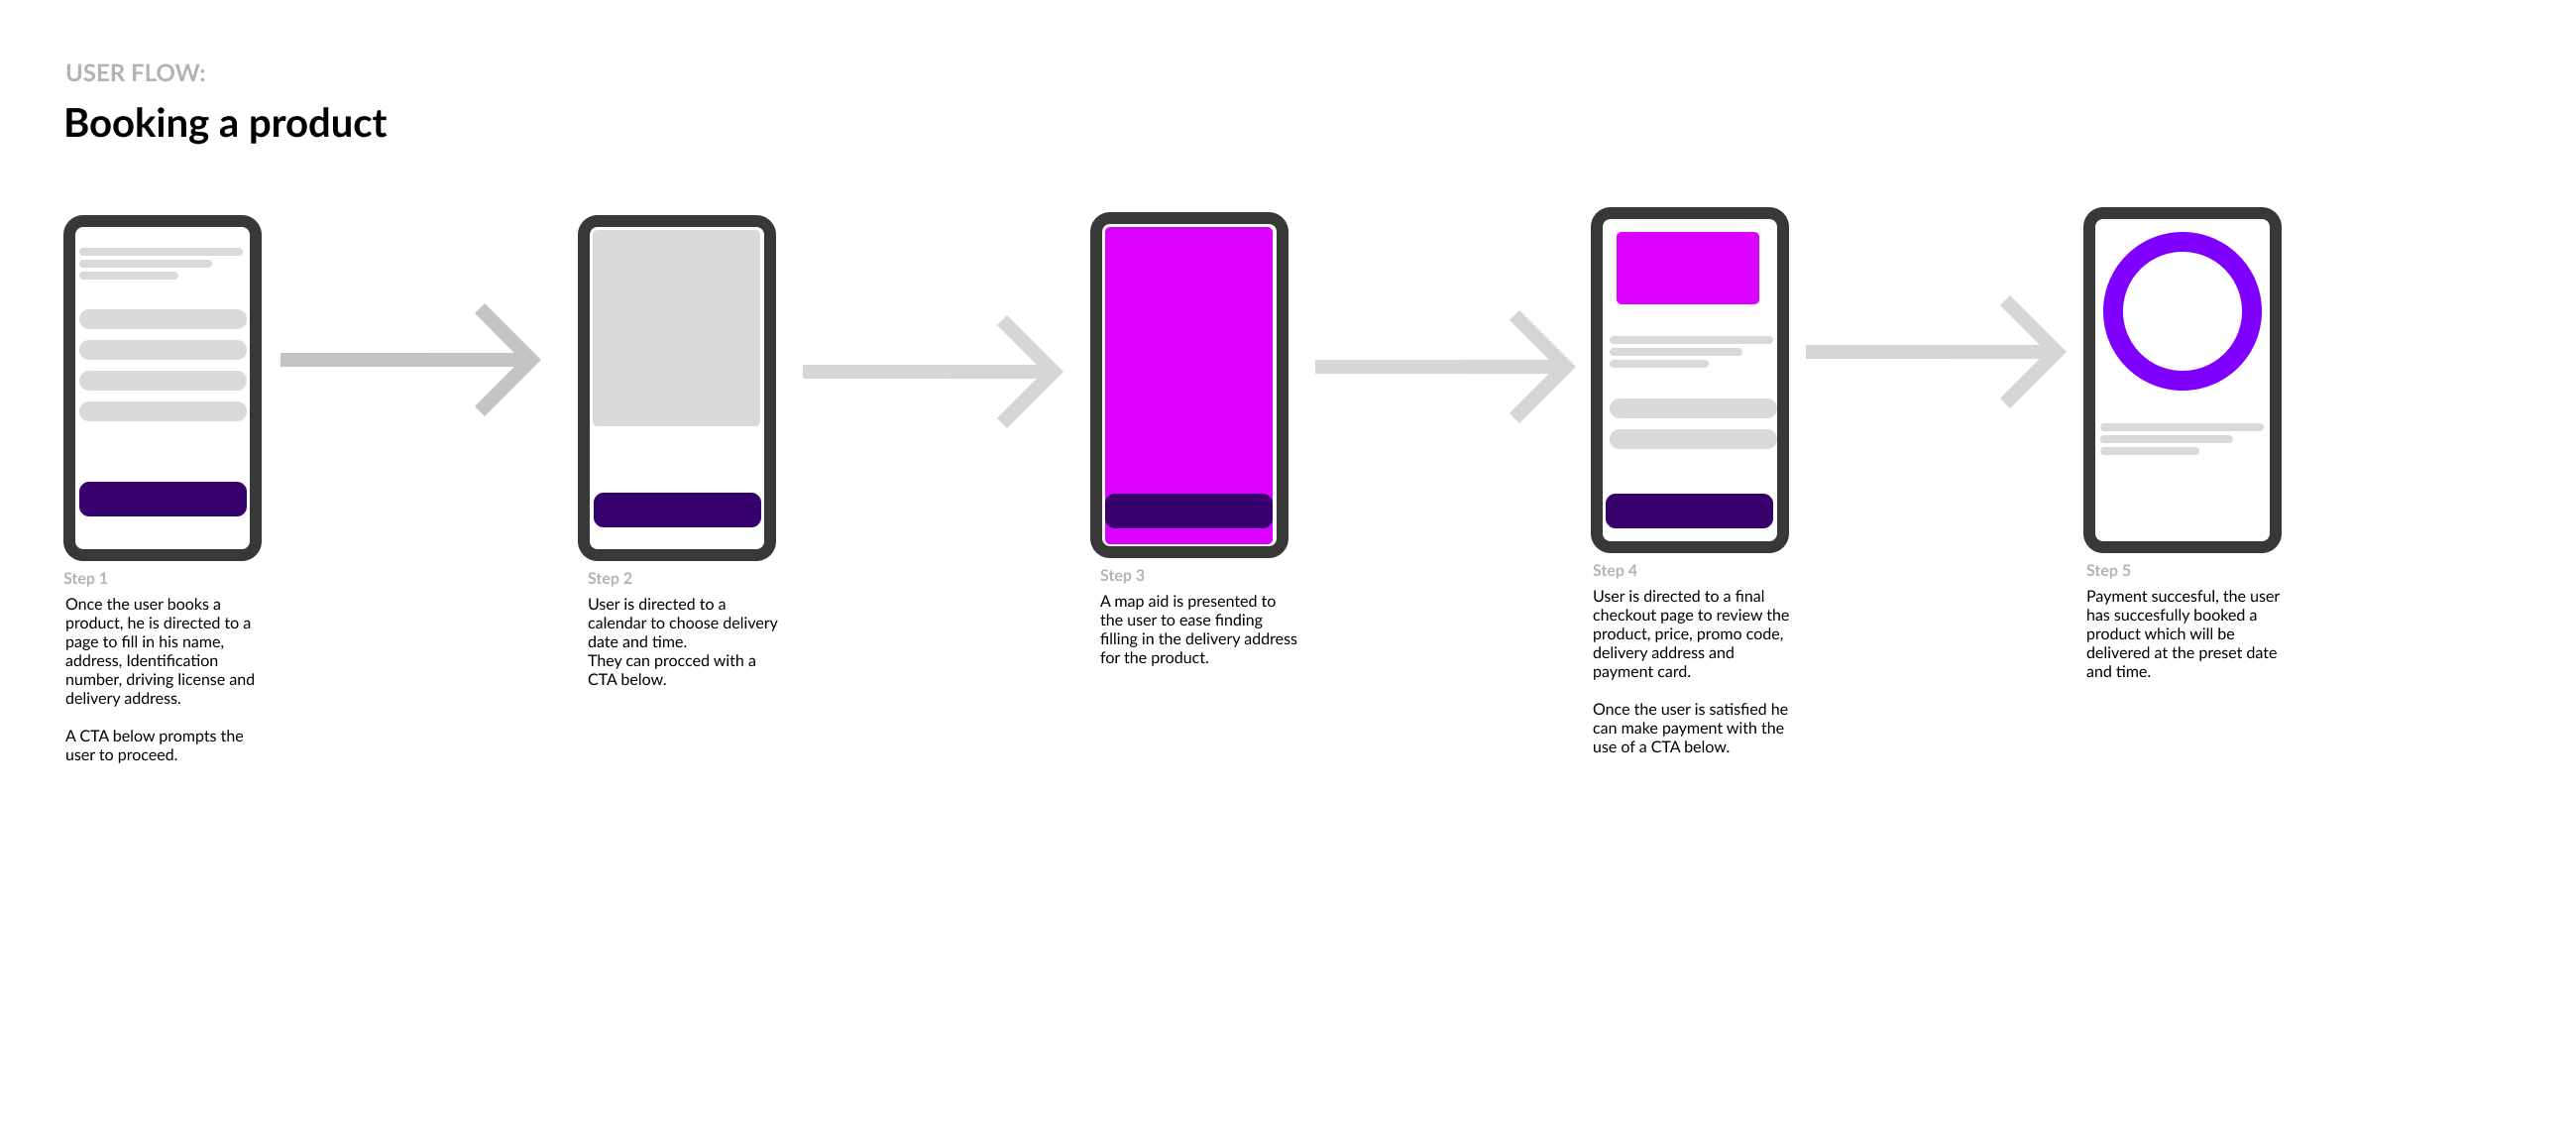 USER FLOW:
Booking a product
Step 1
Once the user books a
product, he is directed to a
page to fill in his name,
address, Identification
number, driving license and
delivery address.
A CTA below prompts the
user to proceed.
Step 2
User is directed to a
calendar to choose delivery
date and time.
They can procced with a
CTA below.
Step 3
A map aid is presented to
the user to ease finding
filling in the delivery address
for the product.
Step 4
User is directed to a final
checkout page to review the
product, price, promo code,
delivery address and
payment card.
Once the user is satisfied he
can make payment with the
use of a CTA below.
Step 5
Payment succesful, the user
has succesfully booked a
product which will be
delivered at the preset date
and time.